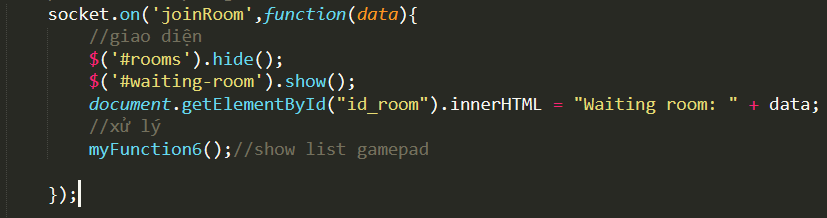 socket.on('joinRoom',function(data){
//giao diện
$('#rooms').hide();
$('#waiting-room').show();
document.getElementById("id_room").innerHTML = "Waiting room: " + data;
//xử lý
myFunction6();//show list gamepad
});